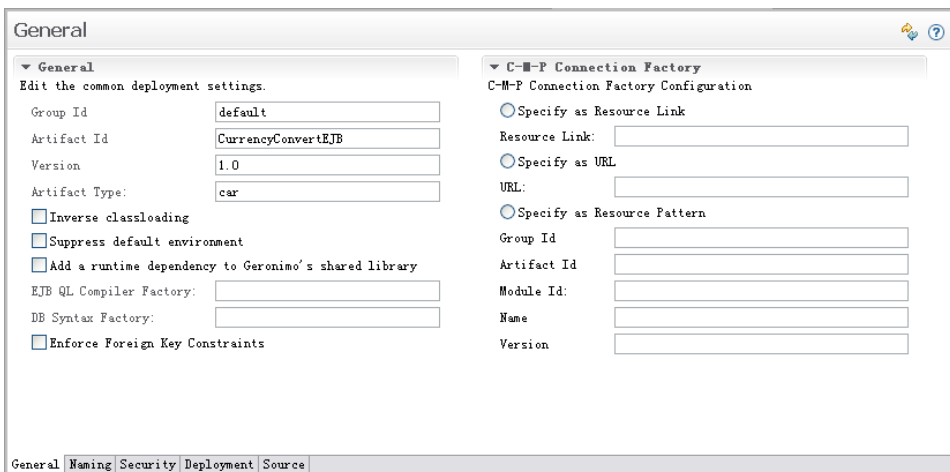 General
General
Edit the common deployment settings.
Group Id default
Artifact Id CurrencyConvertEJB
Version 1.0
Artifact Type: car
Inverse classloading
Suppress default environment
Add a runtime dependency to Geronimo's shared library
EJB QL Compiler Factory:
DB Syntax Factory:
Enforce Foreign Key Constraints
C-M-P Connection Factory
C-M-P Connection Factory Configuration
Specify as Resource Link
Resource Link:
Specify as URL
URL:
Specify as Resource Pattern
Group Id
Artifact Id
Module Id:
Name
Version
General Naming Security Deployment Source